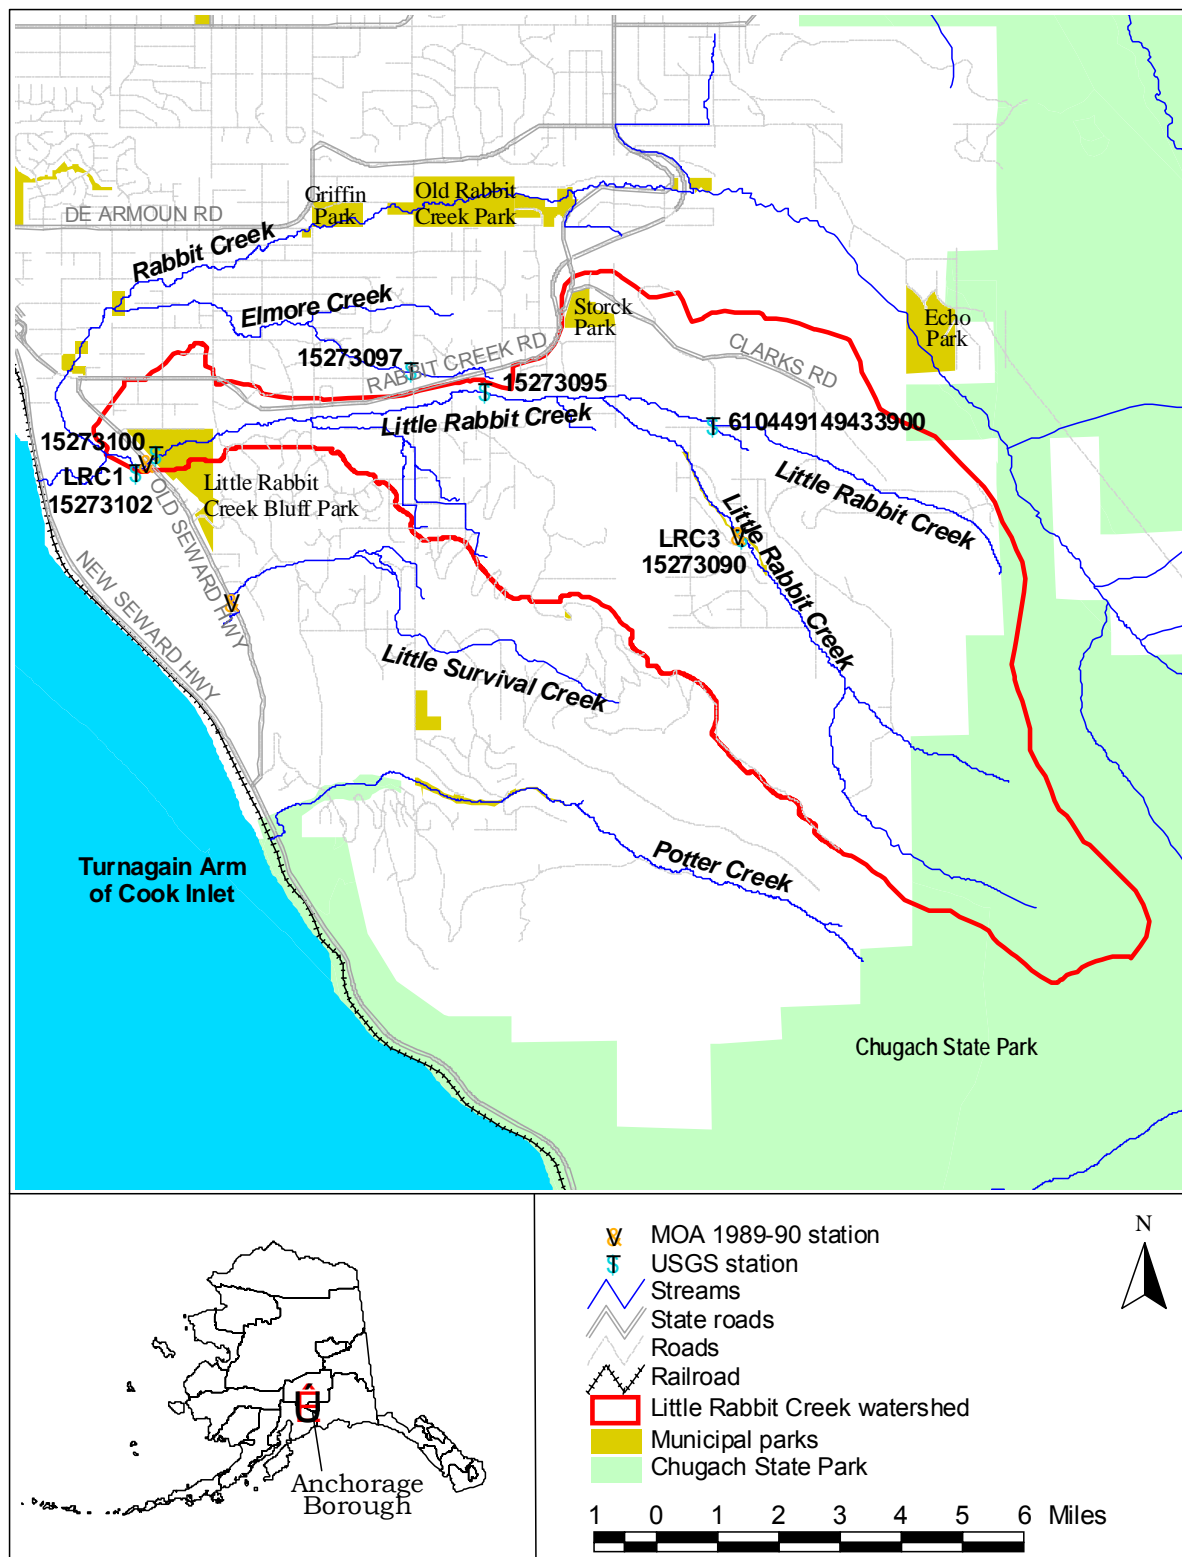 Griffin
Park
Old Rabbit
Creek Park
DE ARMOUN RD
Rabbit Creek
Elmore Creek
Storck
Park
Echo
Park
15273097
RABBIT CREEK RD
CLARKS RD
15273095
Little Rabbit Creek
610449149433900
15273100
LRC1
15273102
Little Rabbit
Creek Bluff Park
OLD SEWARD HWY
NEW SEWARD HWY
Little Rabbit Creek
LRC3
15273090
Little Rabbit Creek
Little Survival Creek
Potter Creek
Turnagain Arm
of Cook Inlet
Chugach State Park
Anchorage
Borough
MOA 1989-90 station
USGS station
Streams
State roads
Roads
Railroad
Little Rabbit Creek watershed
Municipal parks
Chugach State Park
N
1 0 1 2 3 4 5 6 Miles